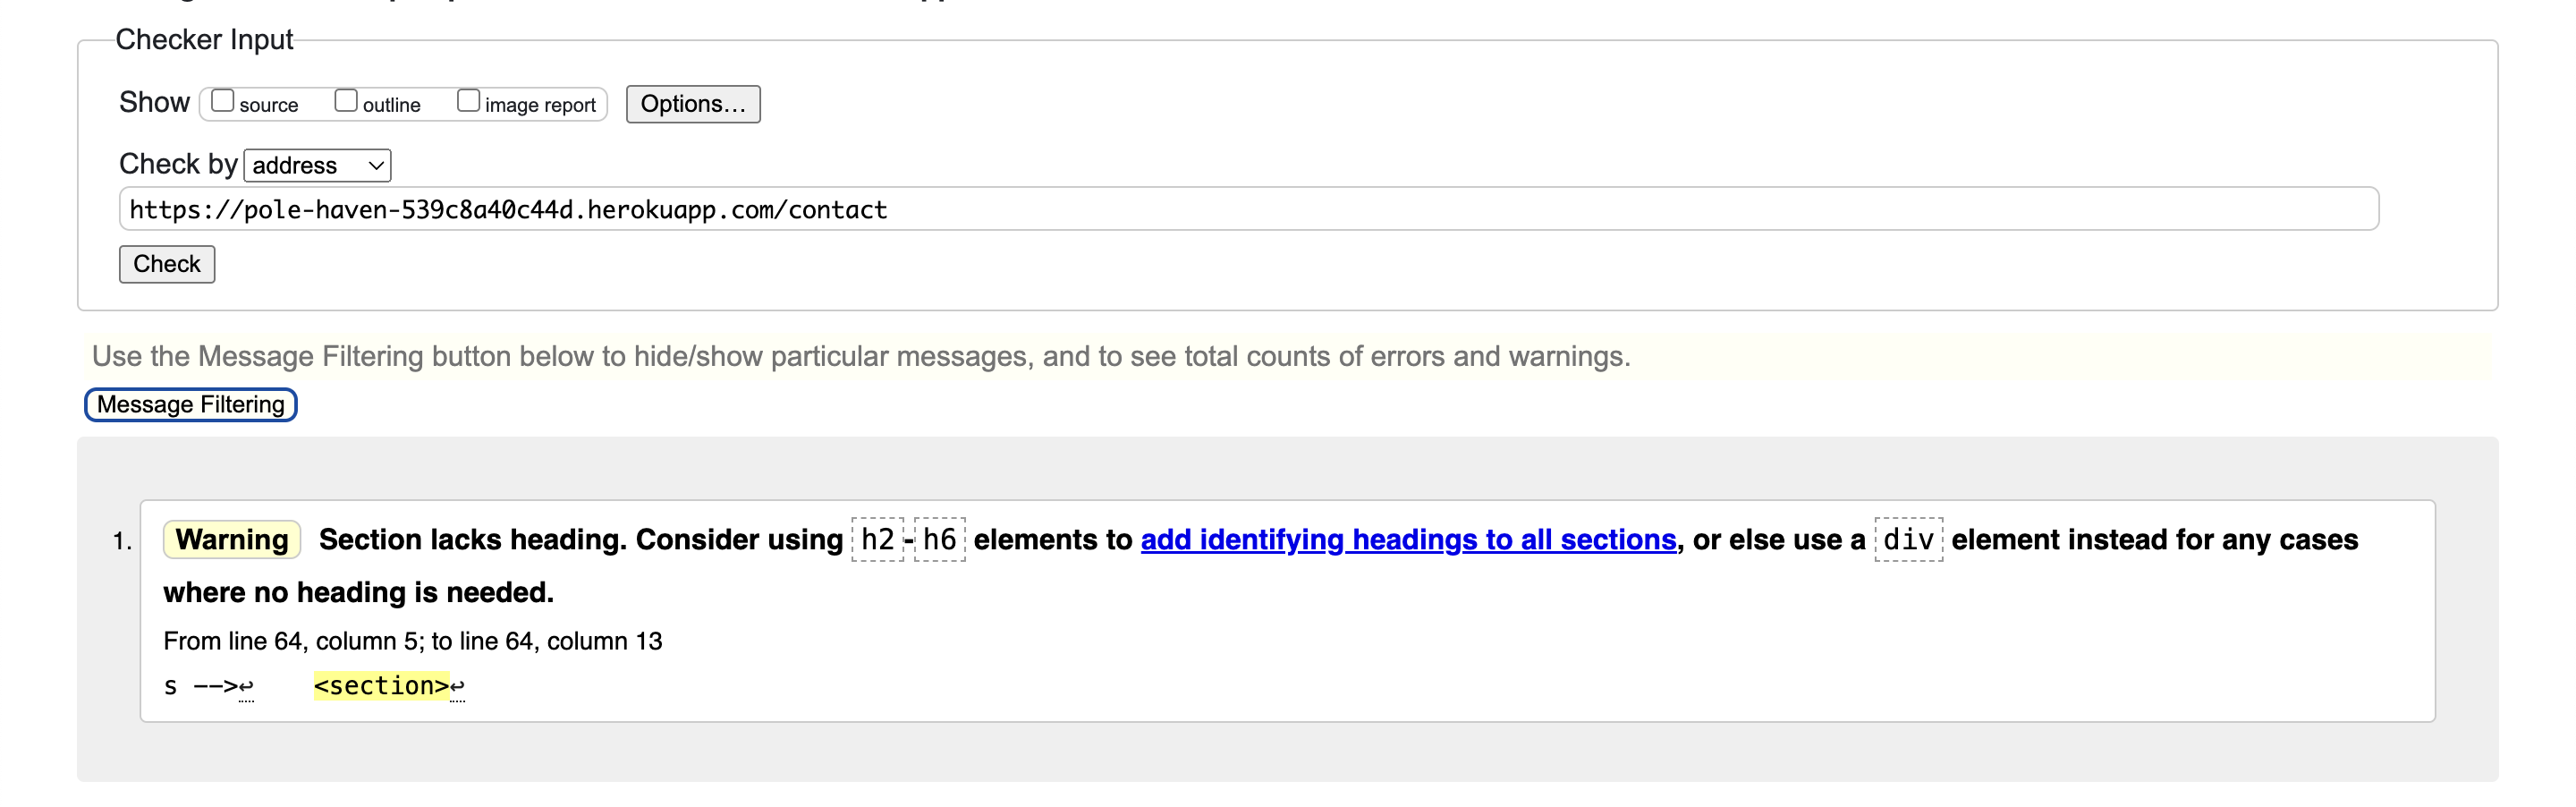 Checker Input
Show source outline image report Options...
Check by address
https://pole-haven-539c8a40c44d.herokuapp.com/contact
Check
Use the Message Filtering button below to hide/show particular messages, and to see total counts of errors and warnings.
Message Filtering
1. Warning Section lacks heading. Consider using h2-h6 elements to add identifying headings to all sections, or else use a div element instead for any cases
where no heading is needed.
From line 64, column 5; to line 64, column 13
s -->↩ <section>↩